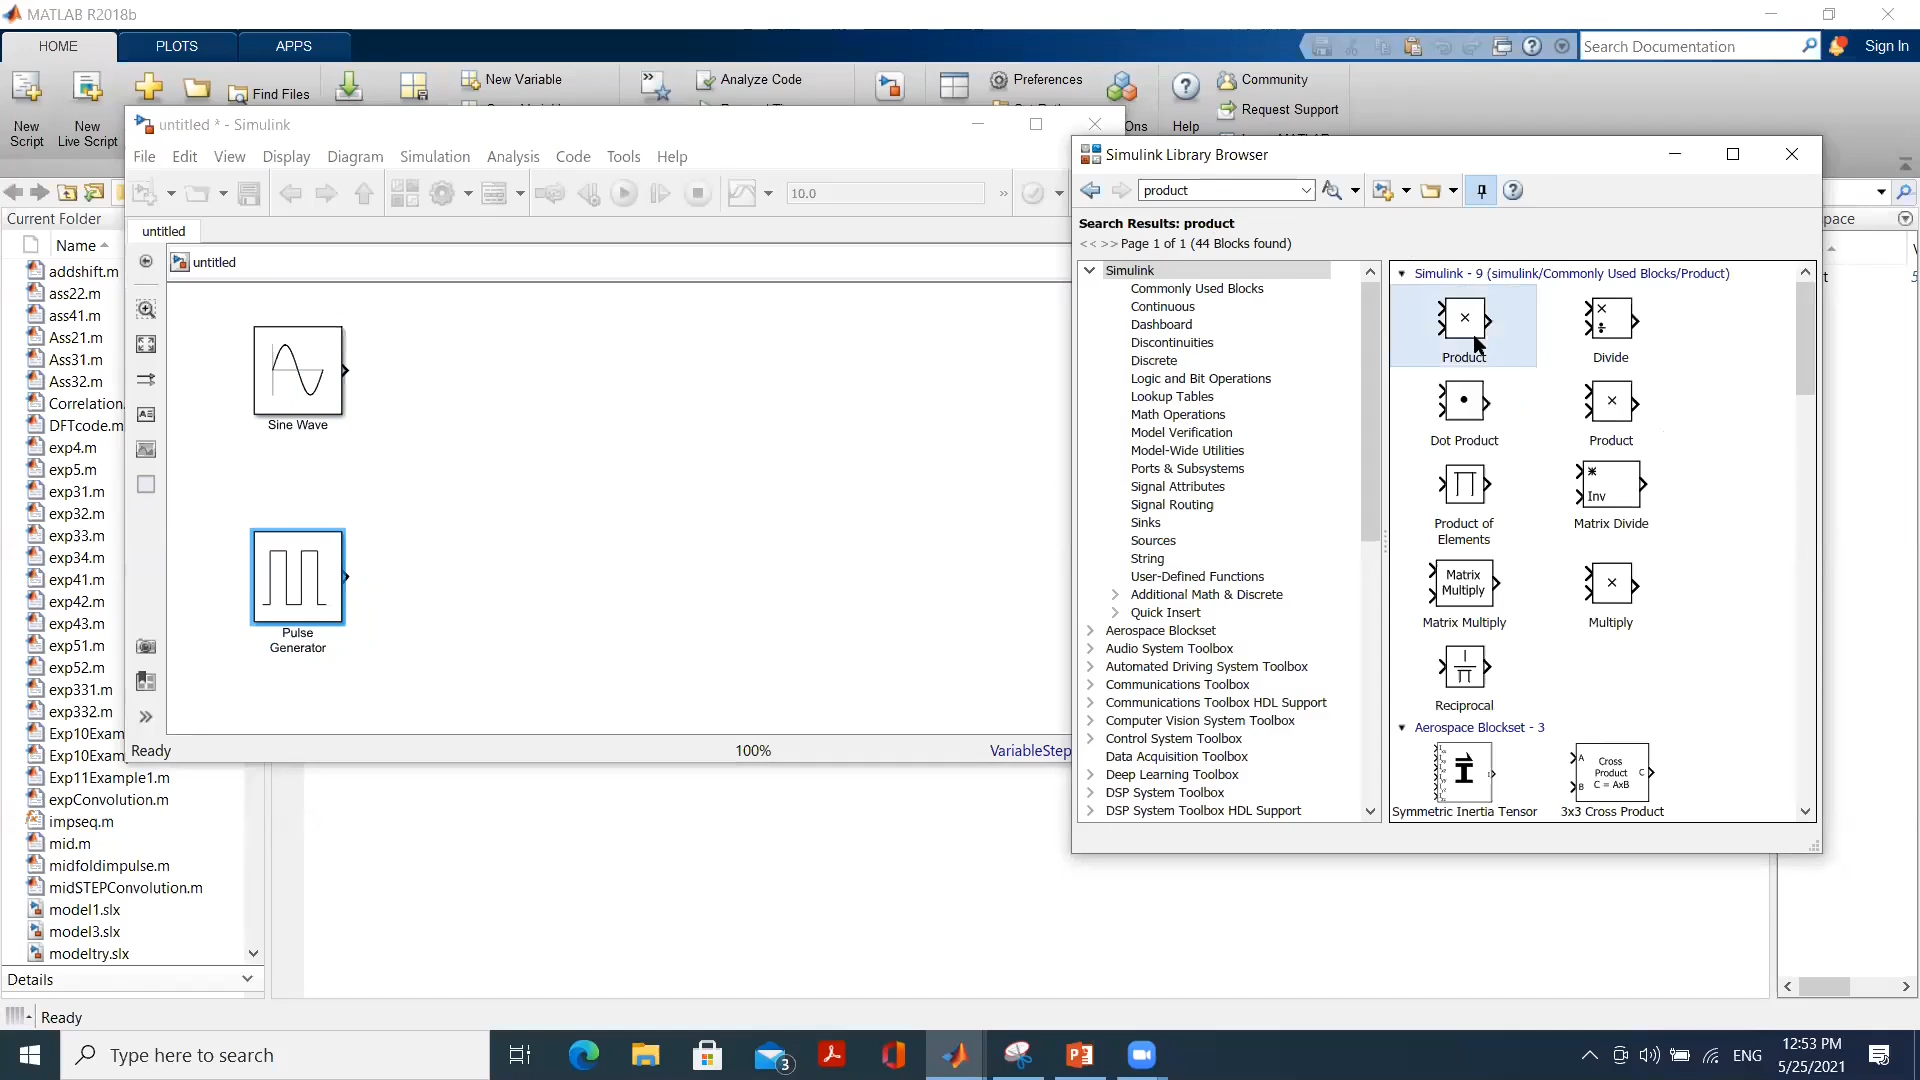 MATLAB R2018b
HOME
PLOTS
APPS
Search Documentation
Sign In
New
Script
New
Live Script
Find Files
New Variable
Analyze Code
Preferences
Help
Community
Request Support
untitled * - Simulink
File Edit View Display Diagram Simulation Analysis Code Tools Help
10.0
untitled
untitled
Sine Wave
Pulse
Generator
Ready
100%
VariableStep
Current Folder
Name
addshift.m
ass22.m
ass41.m
Ass21.m
Ass31.m
Ass32.m
Correlation.
DFTcode.m
exp4.m
exp5.m
exp31.m
exp32.m
exp33.m
exp34.m
exp41.m
exp42.m
exp43.m
exp51.m
exp52.m
exp331.m
exp332.m
Exp10Exam
Exp10Exam
Exp11Example1.m
expConvolution.m
impseq.m
mid.m
midfoldimpulse.m
midSTEPConvolution.m
model1.slx
model3.slx
modeltry.slx
Details
Ready
Simulink Library Browser
product
Search Results: product
<< >> Page 1 of 1 (44 Blocks found)
Simulink
Commonly Used Blocks
Continuous
Dashboard
Discontinuities
Discrete
Logic and Bit Operations
Lookup Tables
Math Operations
Model Verification
Model-Wide Utilities
Ports & Subsystems
Signal Attributes
Signal Routing
Sinks
Sources
String
User-Defined Functions
Additional Math & Discrete
Quick Insert
Aerospace Blockset
Audio System Toolbox
Automated Driving System Toolbox
Communications Toolbox
Communications Toolbox HDL Support
Computer Vision System Toolbox
Control System Toolbox
Data Acquisition Toolbox
Deep Learning Toolbox
DSP System Toolbox
DSP System Toolbox HDL Support
Simulink - 9 (simulink/Commonly Used Blocks/Product)
Product
Divide
Dot Product
Product
Product of
Elements
Inv
Matrix Divide
Matrix
Multiply
Matrix Multiply
Multiply
Reciprocal
Aerospace Blockset - 3
Symmetric Inertia Tensor
A
B
Cross
Product
C = AxB
C
3x3 Cross Product
space
Type here to search
3
ENG
12:53 PM
5/25/2021